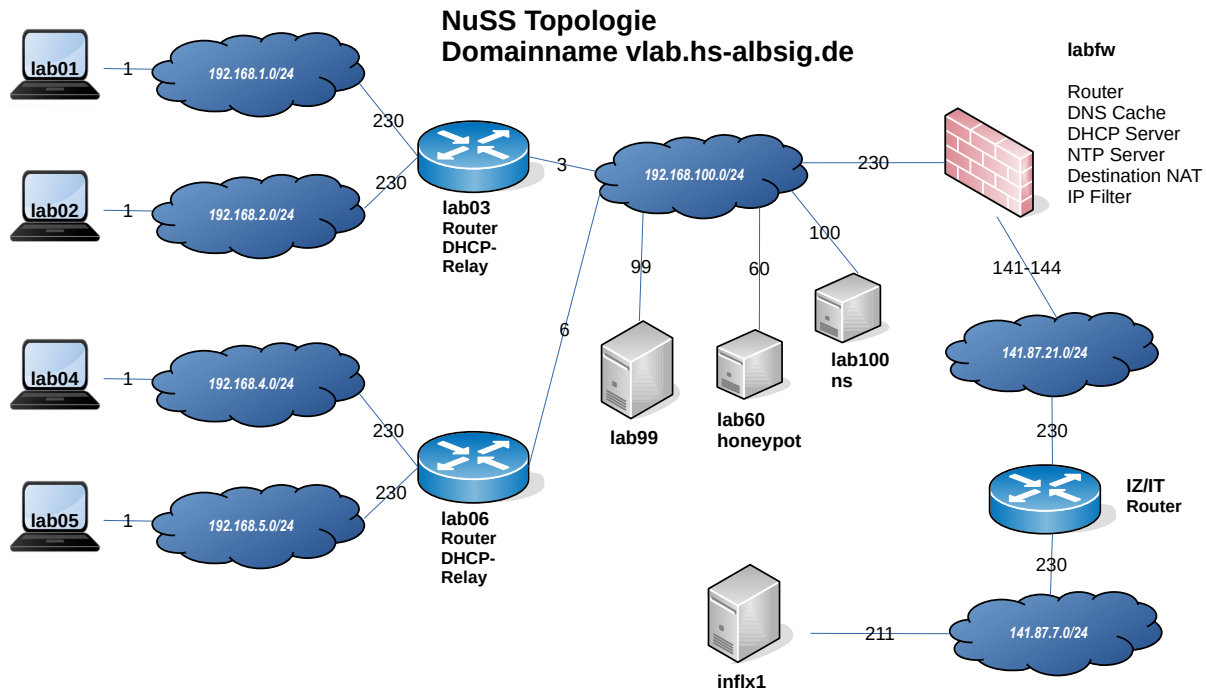 NuSS Topologie
Domainname vlab.hs-albsig.de
labfw
Router
DNS Cache
DHCP Server
NTP Server
Destination NAT
IP Filter
lab01
1
192.168.1.0/24
230
lab02
1
192.168.2.0/24
230
lab03
Router
DHCP-
Relay
3
192.168.100.0/24
230
99
60
100
141-144
lab04
1
192.168.4.0/24
230
lab05
1
192.168.5.0/24
230
lab06
Router
DHCP-
Relay
6
lab99
lab60
honeypot
lab100
ns
141.87.21.0/24
230
IZ/IT
Router
230
141.87.7.0/24
211
inflx1